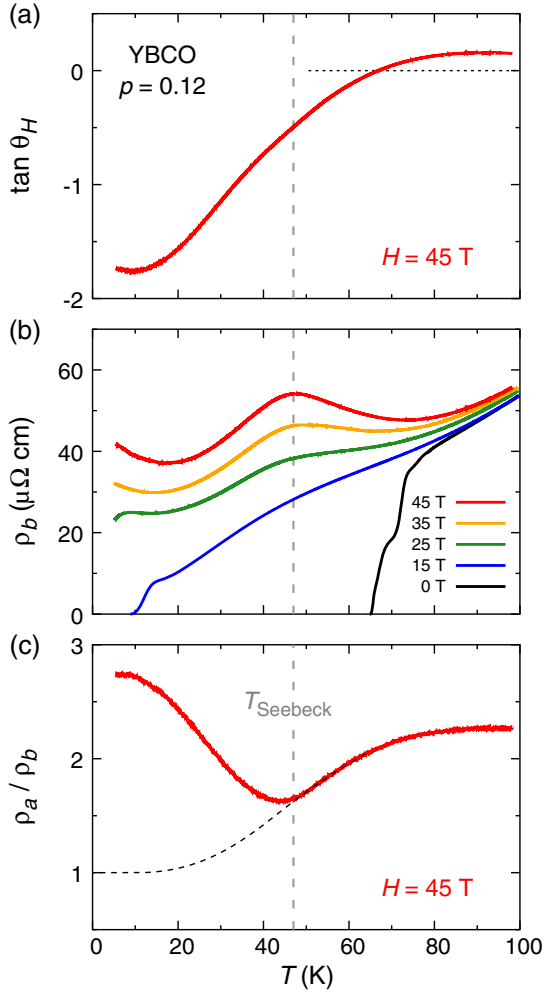 (a)
YBCO
p = 0.12
tan θH
0
-1
-2
H = 45 T
(b)
ρb (μΩ cm)
60
40
20
0
45 T
35 T
25 T
15 T
0 T
(c)
ρa / ρb
3
2
1
TSeebeck
H = 45 T
0 20 40 60 80 100
T (K)